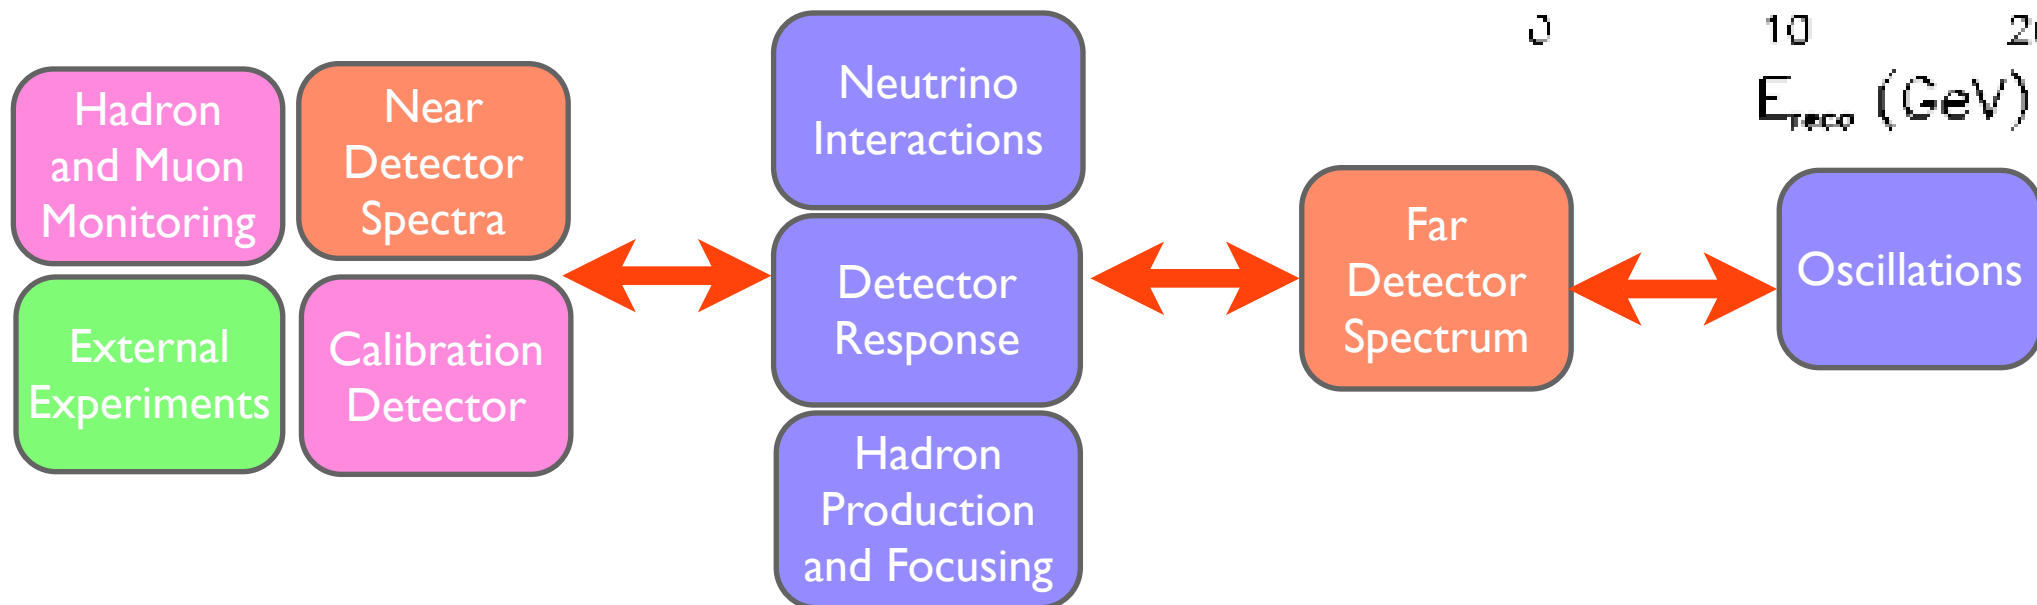 0 10
E_reco (GeV)
Hadron
and Muon
Monitoring
Near
Detector
Spectra
External
Experiments
Calibration
Detector
Neutrino
Interactions
Detector
Response
Hadron
Production
and Focusing
Far
Detector
Spectrum
Oscillations